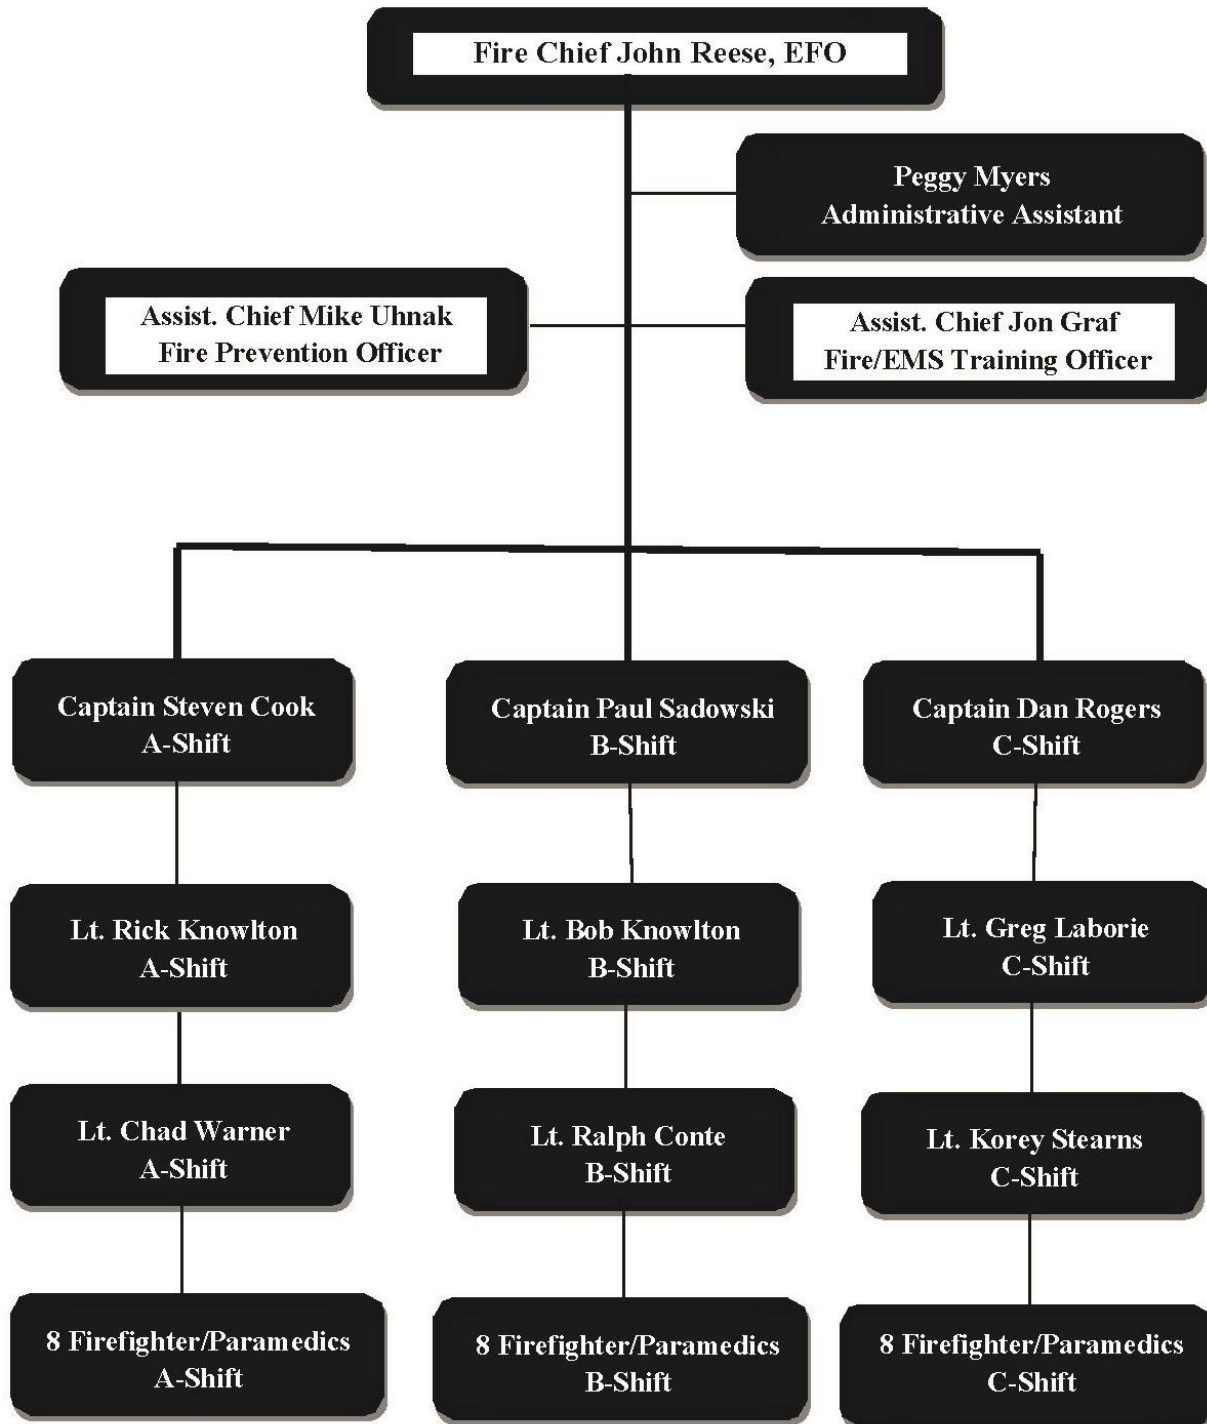 Fire Chief John Reese, EFO
Peggy Myers
Administrative Assistant
Assist. Chief Mike Uhnak
Fire Prevention Officer
Assist. Chief Jon Graf
Fire/EMS Training Officer
Captain Steven Cook
A-Shift
Captain Paul Sadowski
B-Shift
Captain Dan Rogers
C-Shift
Lt. Rick Knowlton
A-Shift
Lt. Bob Knowlton
B-Shift
Lt. Greg Laborie
C-Shift
Lt. Chad Warner
A-Shift
Lt. Ralph Conte
B-Shift
Lt. Korey Stearns
C-Shift
8 Firefighter/Paramedics
A-Shift
8 Firefighter/Paramedics
B-Shift
8 Firefighter/Paramedics
C-Shift